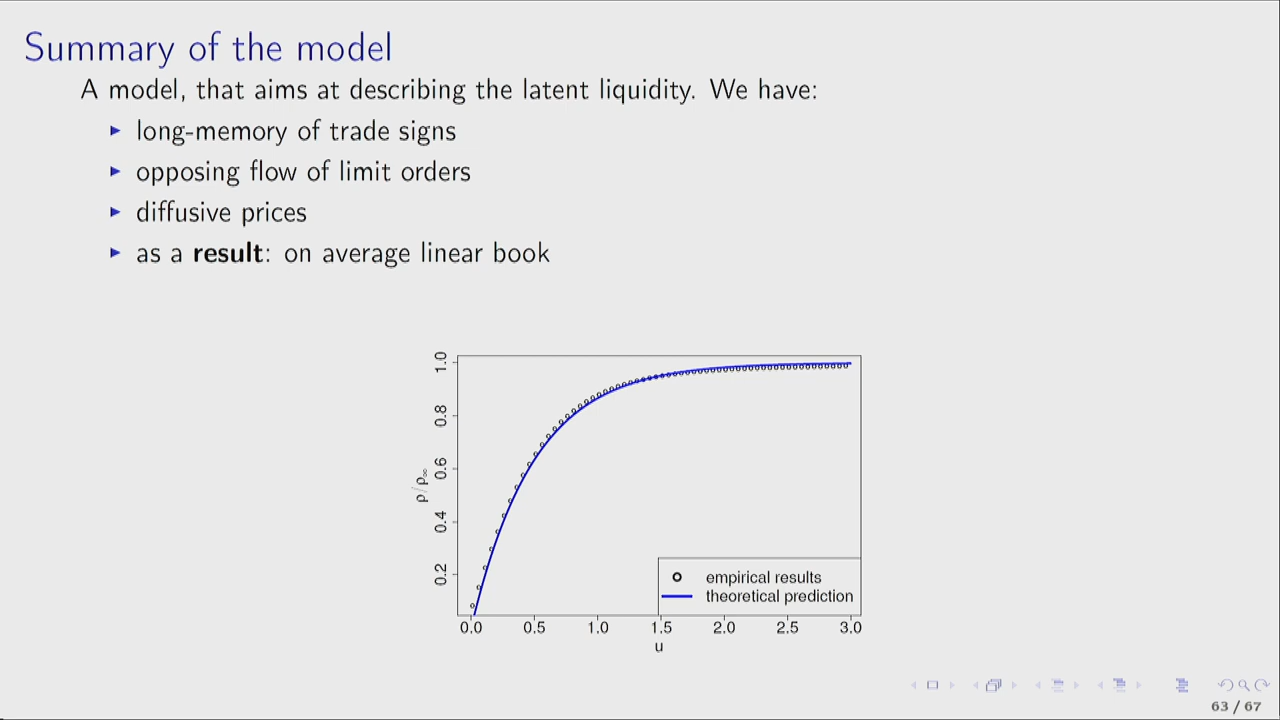 Summary of the model
A model, that aims at describing the latent liquidity. We have:
long-memory of trade signs
opposing flow of limit orders
diffusive prices
as a result: on average linear book
1.0
0.8
0.6
0.4
0.2
ρ/ρ∞
empirical results
theoretical prediction
0.0 0.5 1.0 1.5 2.0 2.5 3.0
u
63 / 67